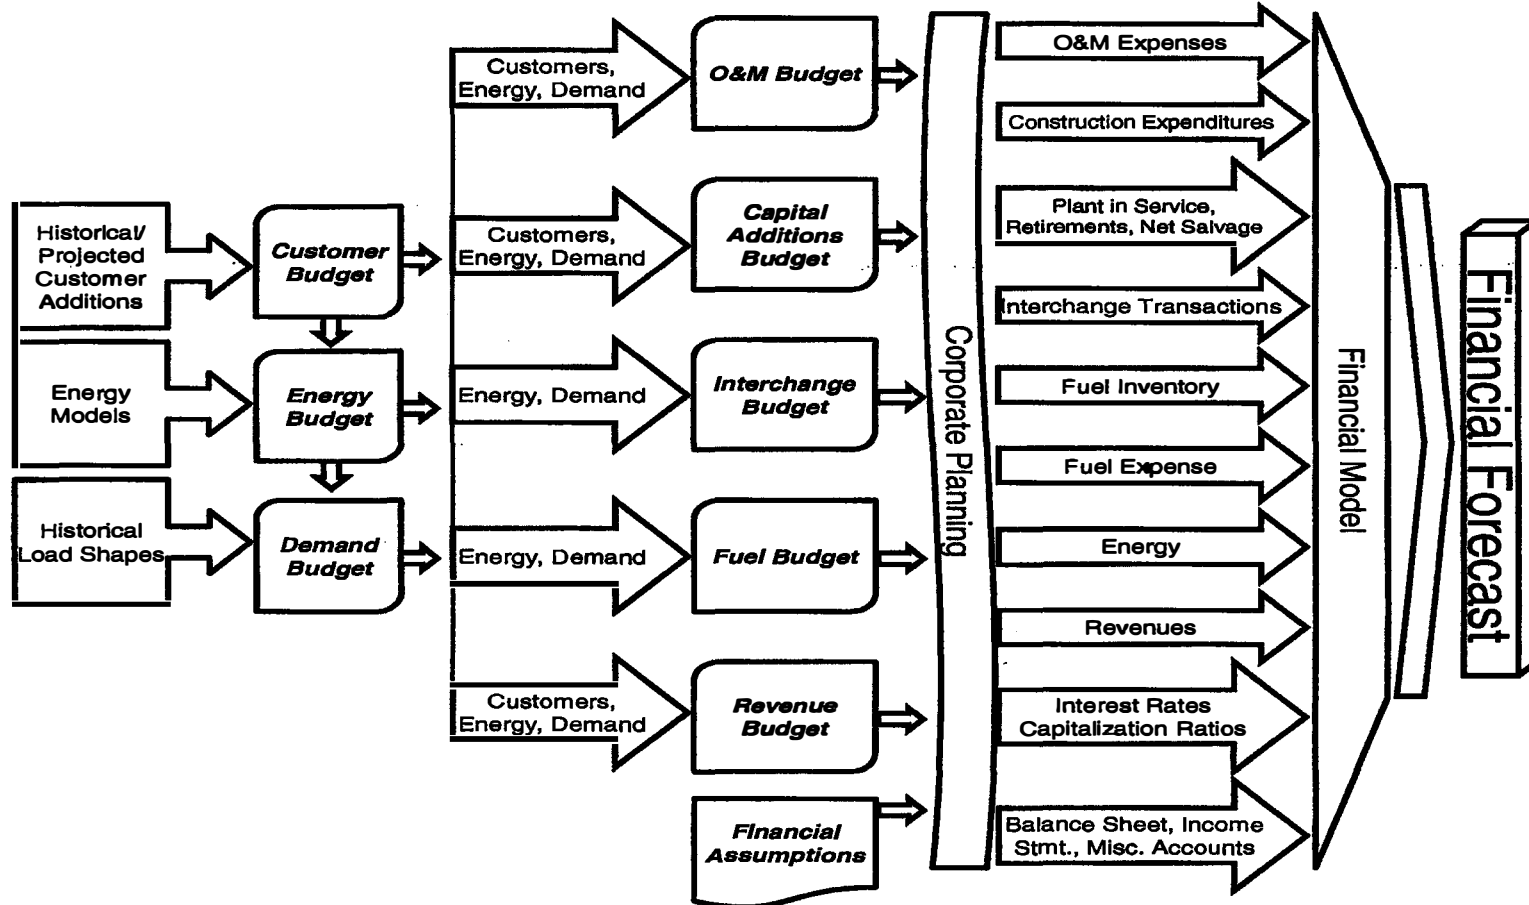 Historical/
Projected
Customer
Additions
Energy
Models
Historical
Load Shapes
Customer
Budget
Energy
Budget
Demand
Budget
Customers,
Energy, Demand
Customers,
Energy, Demand
Energy, Demand
Energy, Demand
Customers,
Energy, Demand
O&M Budget
Capital
Additions
Budget
Interchange
Budget
Fuel Budget
Revenue
Budget
Financial
Assumptions
Corporate Planning
O&M Expenses
Construction Expenditures
Plant in Service,
Retirements, Net Salvage
Interchange Transactions
Fuel Inventory
Fuel Expense
Energy
Revenues
Interest Rates
Capitalization Ratios
Balance Sheet, Income
Stmt., Misc. Accounts
Financial Model
Financial Forecast